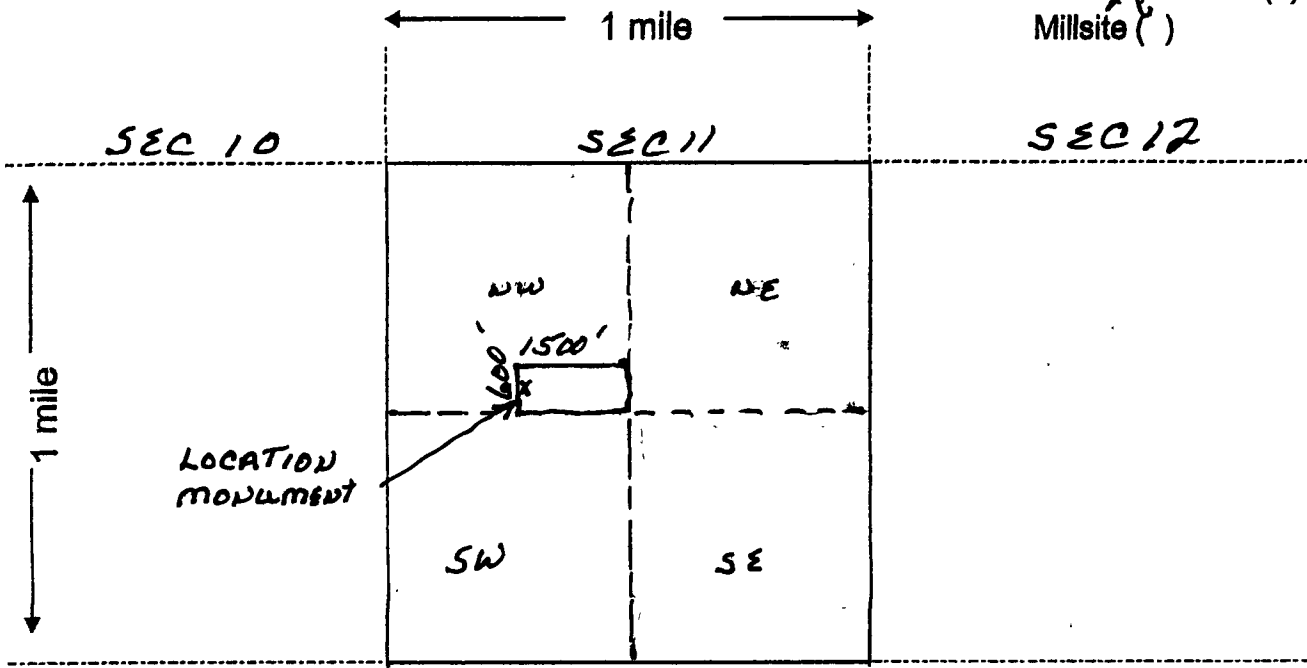 1 mile
Millsite ( )
SEC 10
SEC 11
SEC 12
NW
NE
1500'
600'
x
1 mile
LOCATION
MONUMENT
SW
SE